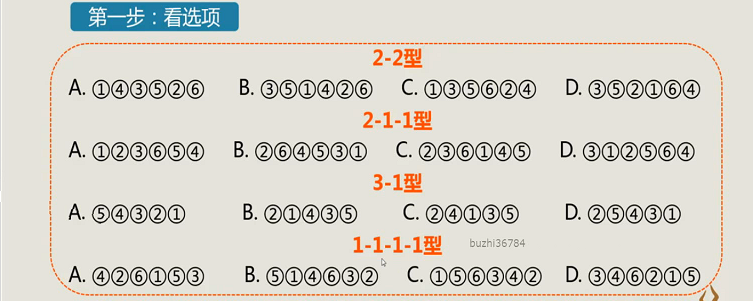 第一步：看选项
2-2型
A. ①④③⑤②⑥ B. ③⑤①④②⑥ C. ①③⑤⑥②④ D. ③⑤②①⑥④
2-1-1型
A. ①②③⑥⑤④ B. ②⑥④⑤③① C. ②③⑥①④⑤ D. ③①②⑤⑥④
3-1型
A. ⑤④③②① B. ②①④③⑤ C. ②④①③⑤ D. ②⑤④③①
1-1-1-1型 buzhi36784
A. ④②⑥①⑤③ B. ⑤①④⑥③② C. ①⑤⑥③④② D. ③④⑥②①⑤